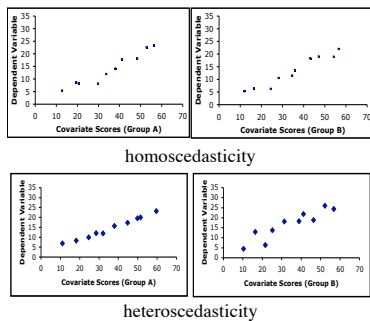 Dependent Variable
35
30
25
20
15
10
5
0
0 10 20 30 40 50 60 70
Covariate Scores (Group A)
Dependent Variable
35
30
25
20
15
10
5
0
0 10 20 30 40 50 60 70
Covariate Scores (Group B)
homoscedasticity
Dependent Variable
35
30
25
20
15
10
5
0
0 10 20 30 40 50 60 70
Covariate Scores (Group A)
Dependent Variable
35
30
25
20
15
10
5
0
0 10 20 30 40 50 60 70
Covariate Scores (Group B)
heteroscedasticity